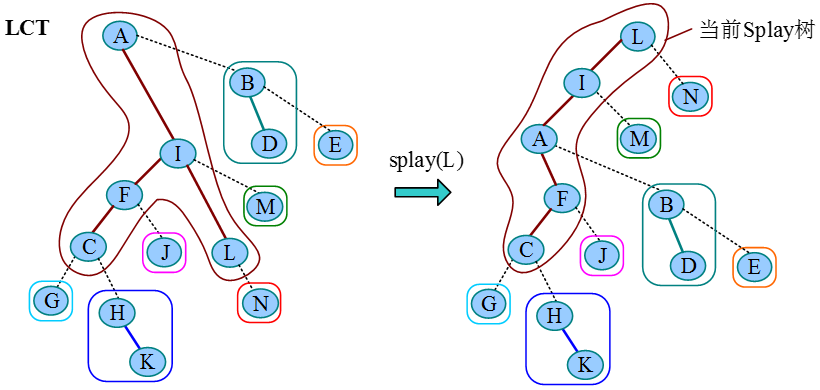 LCT
A
B
D
E
I
F
M
C
J
L
G
H
N
K
splay(L)
当前Splay树
L
I
N
A
M
F
B
C
J
D
E
G
H
K